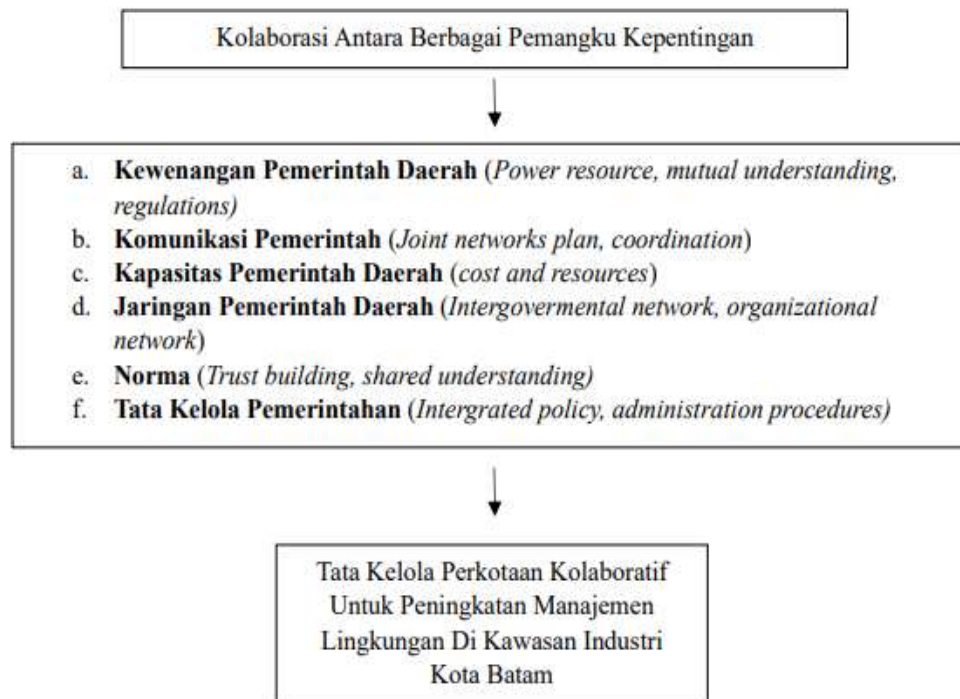 Kolaborasi Antara Berbagai Pemangku Kepentingan
a. Kewenangan Pemerintah Daerah (Power resource, mutual understanding,
regulations)
b. Komunikasi Pemerintah (Joint networks plan, coordination)
c. Kapasitas Pemerintah Daerah (cost and resources)
d. Jaringan Pemerintah Daerah (Intergovermental network, organizational
network)
e. Norma (Trust building, shared understanding)
f. Tata Kelola Pemerintahan (Intergrated policy, administration procedures)
Tata Kelola Perkotaan Kolaboratif
Untuk Peningkatan Manajemen
Lingkungan Di Kawasan Industri
Kota Batam